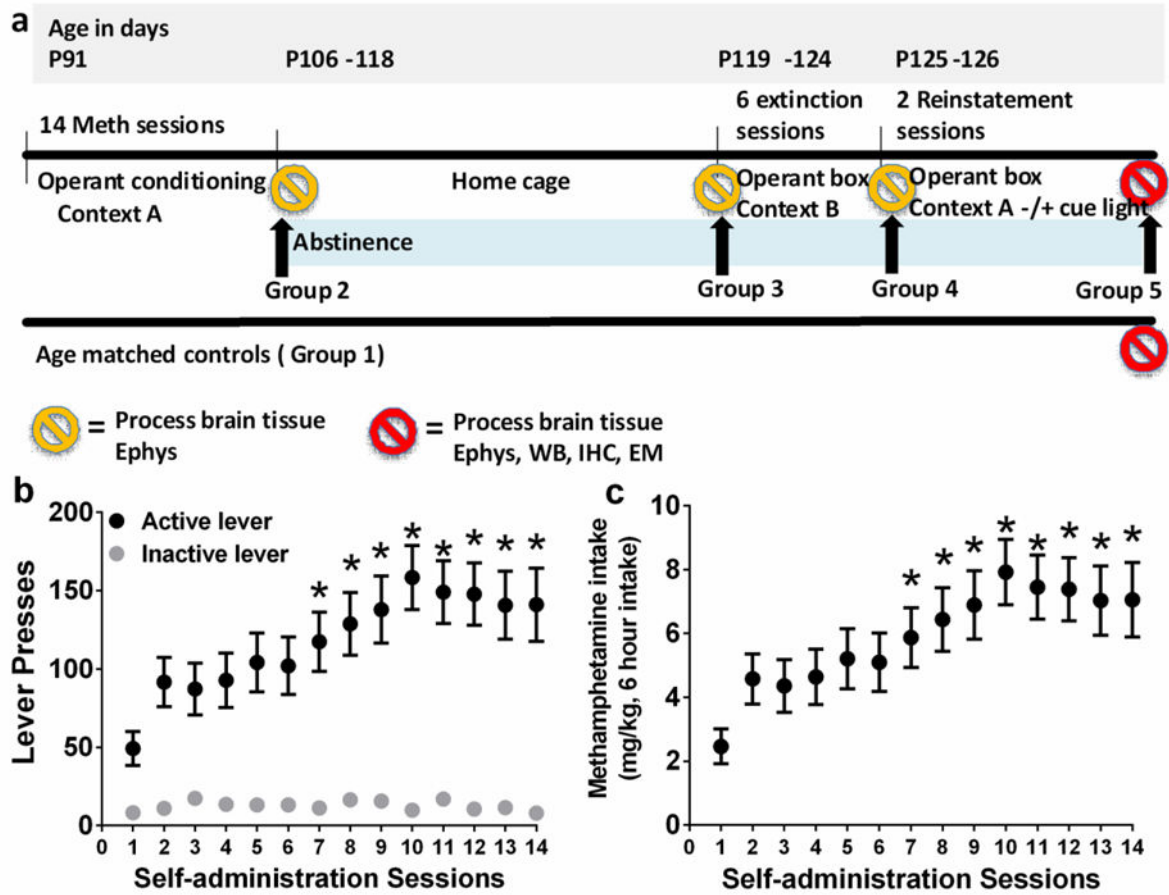 a
Age in days
P91
P106 -118
P119 -124
P125 -126
14 Meth sessions
6 extinction
sessions
2 Reinstatement
sessions
Operant conditioning
Context A
Home cage
Operant box
Context B
Operant box
Context A -/+ cue light
Abstinence
Group 2
Group 3
Group 4
Group 5
Age matched controls ( Group 1)
= Process brain tissue
Ephys
= Process brain tissue
Ephys, WB, IHC, EM
b
Active lever
Inactive lever
Lever Presses
200
150
100
50
0
* * * * * * * *
0 1 2 3 4 5 6 7 8 9 10 11 12 13 14
Self-administration Sessions
c
Methamphetamine intake
(mg/kg, 6 hour intake)
10
8
6
4
2
0
* * * * * * * *
0 1 2 3 4 5 6 7 8 9 10 11 12 13 14
Self-administration Sessions